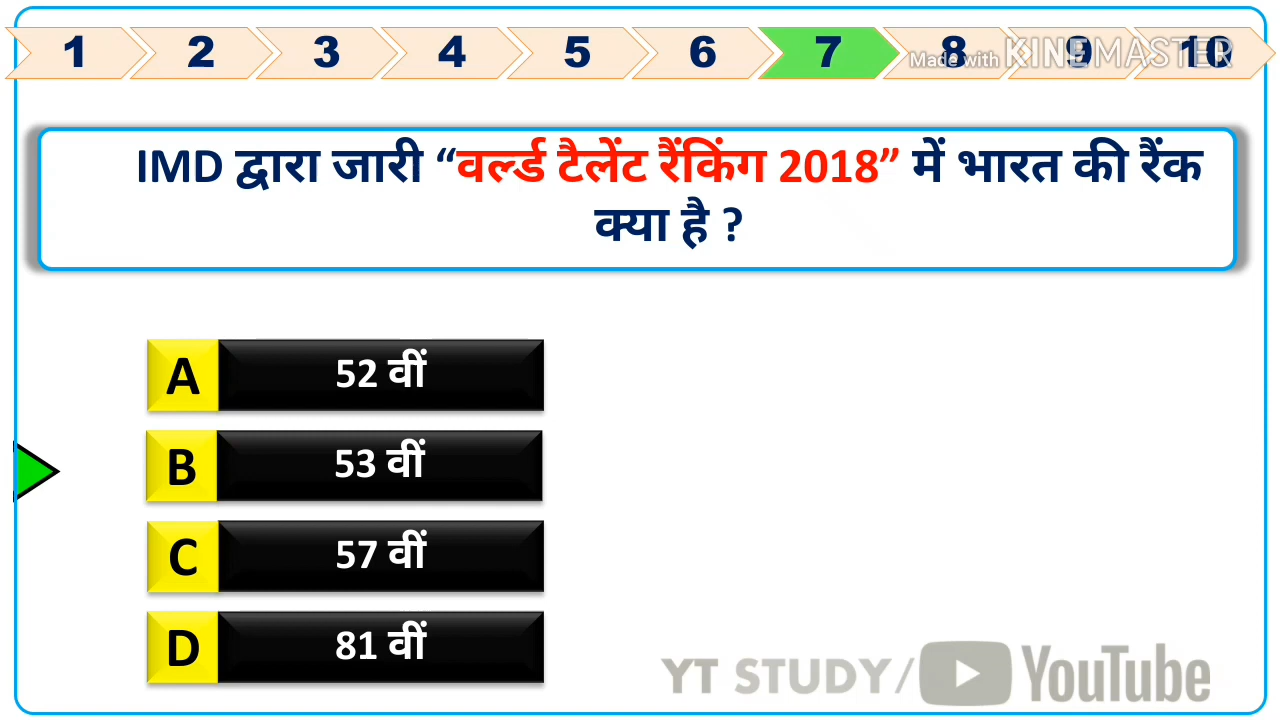 1 2 3 4 5 6 7 8 9 10
Made with KINEMASTER
IMD द्वारा जारी “वर्ल्ड टैलेंट रैंकिंग 2018” में भारत की रैंक
क्या है ?
A 52 वीं
B 53 वीं
C 57 वीं
D 81 वीं
YT STUDY/ YouTube